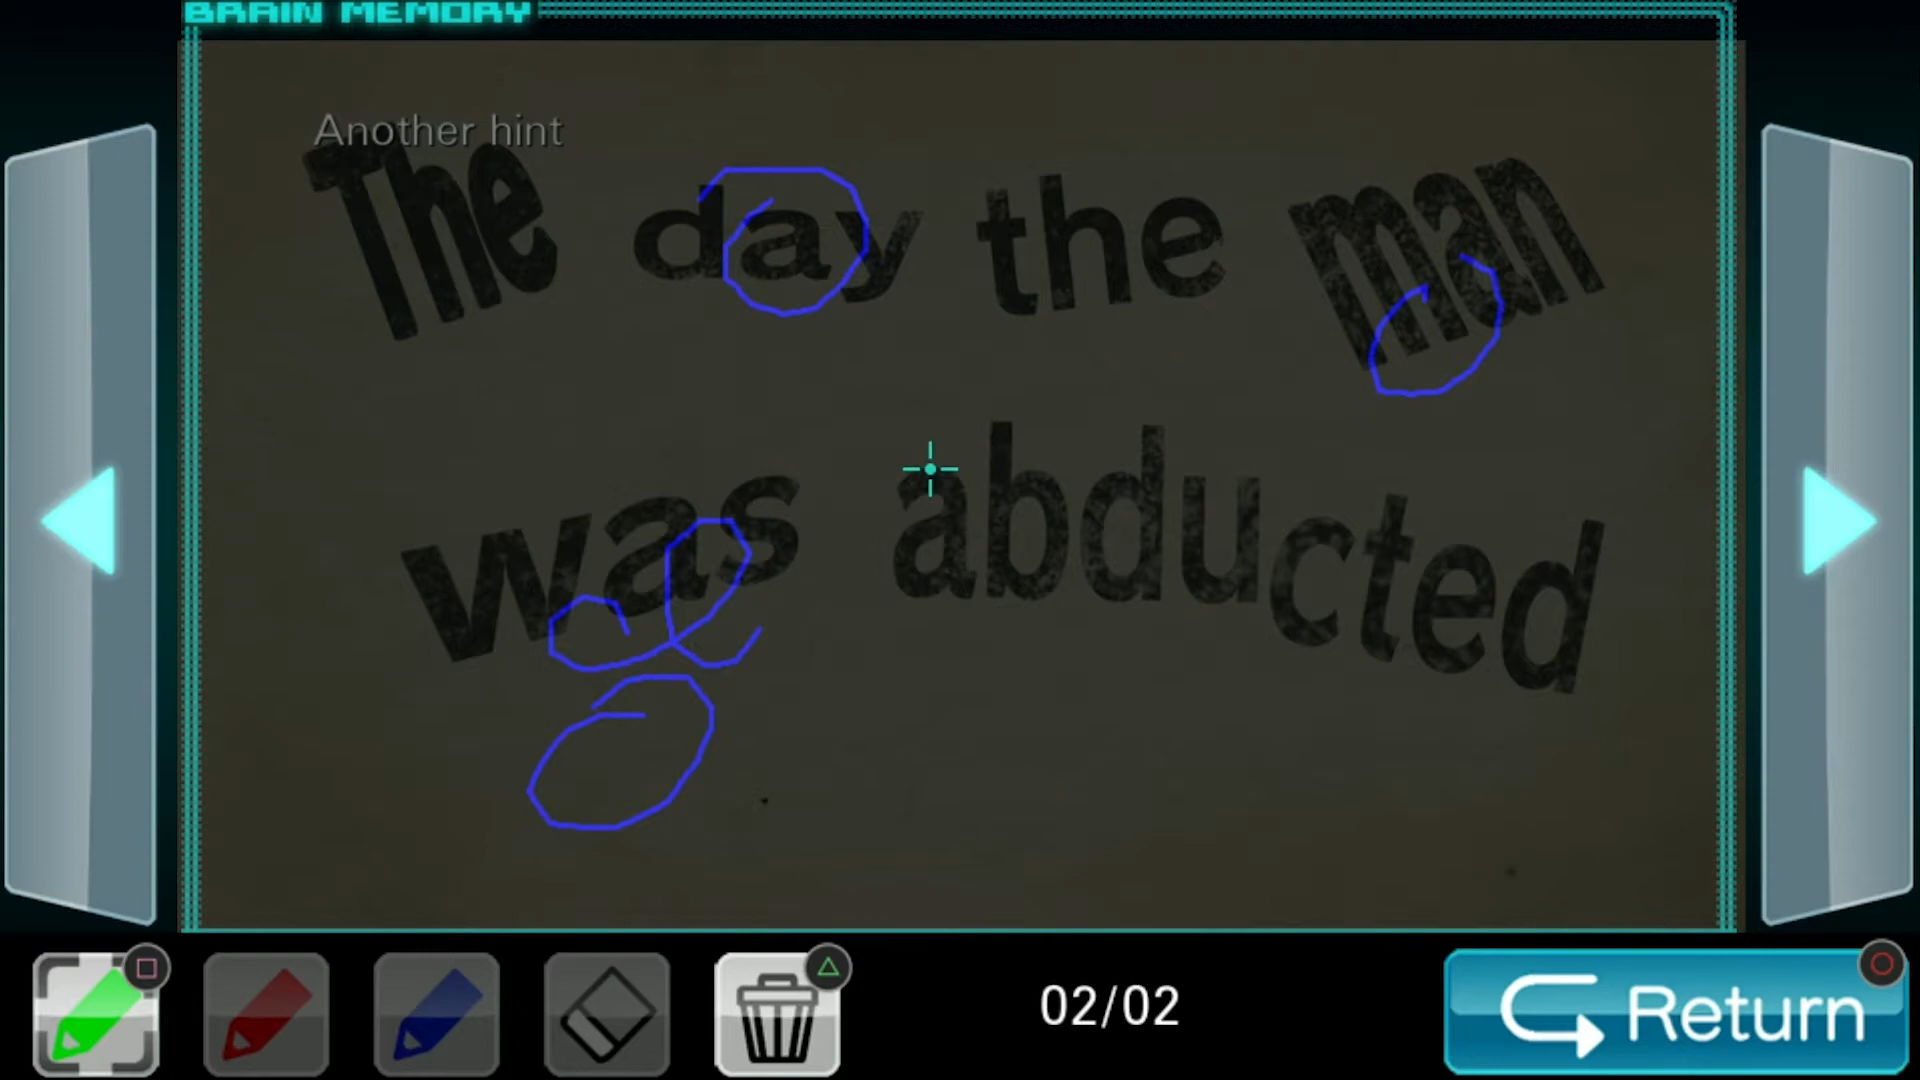 BRAIN MEMORY
Another hint
The day the man
was abducted
02/02
Return